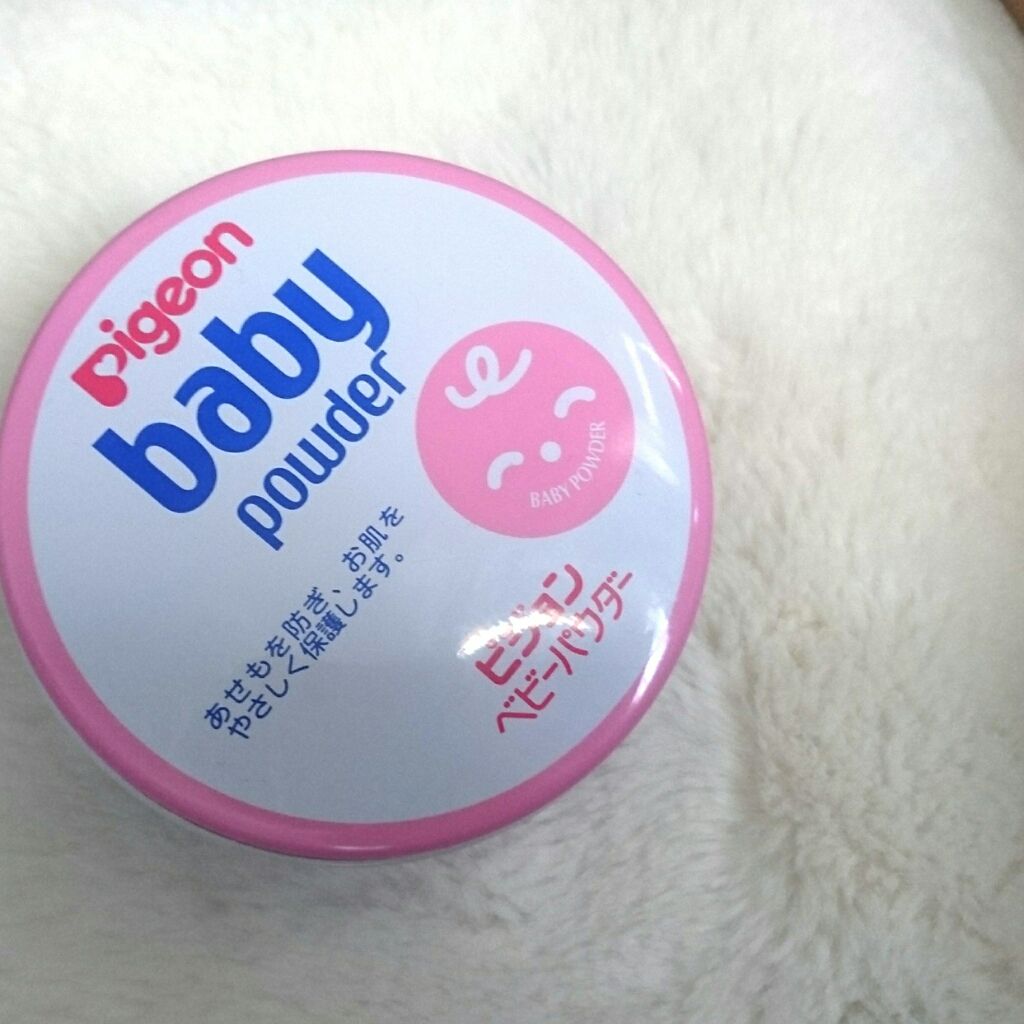 Pigeon
baby
powder
BABY POWDER
あせもを防ぎ、お肌を
やさしく保護します。
ピジョン
ベビーパウダー